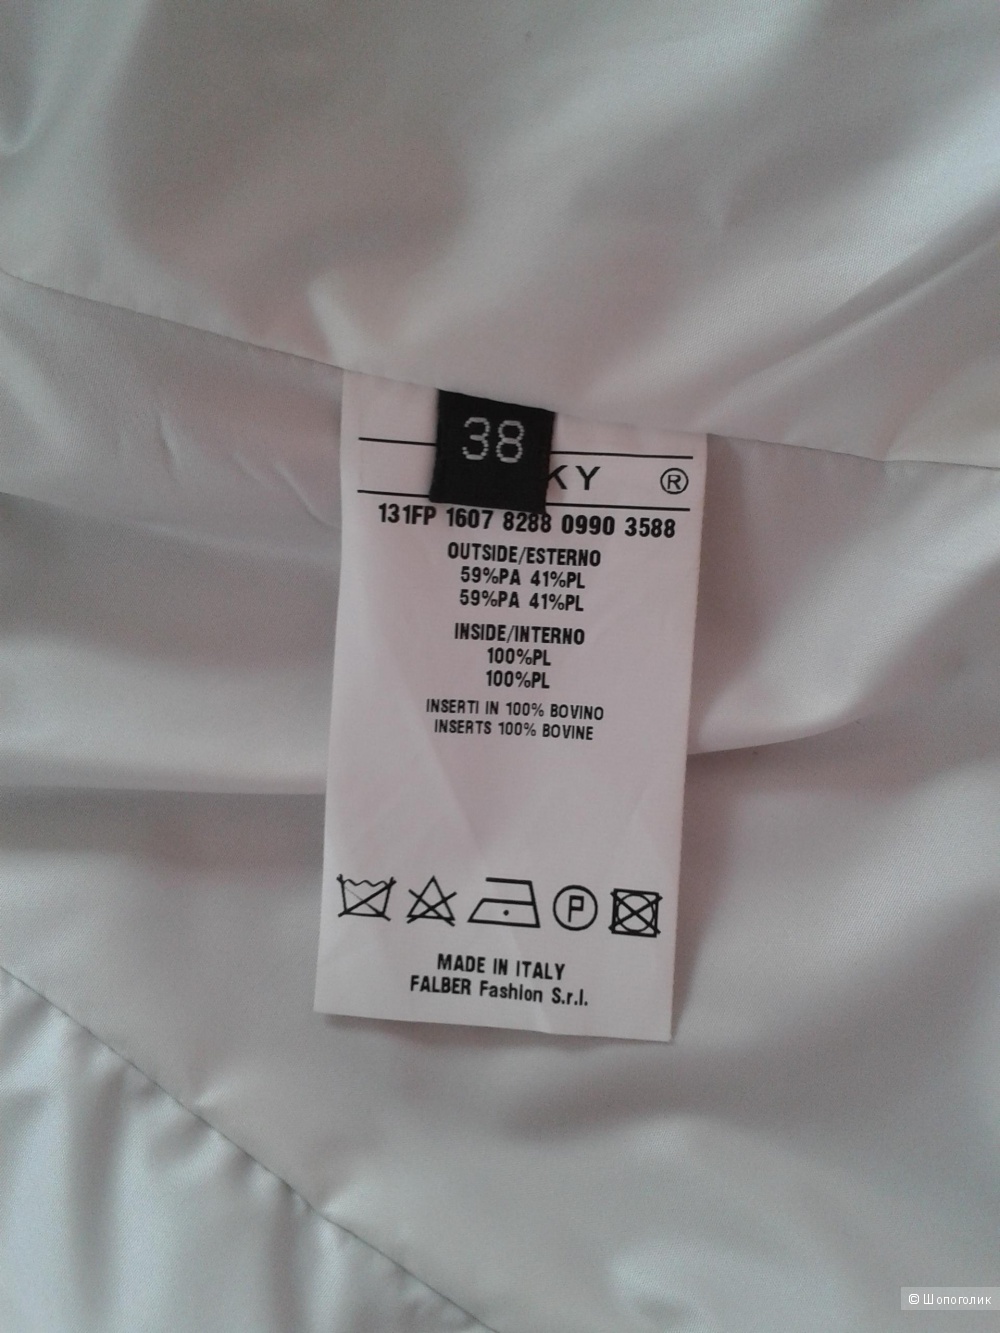 38
KY ®
131FP 1607 8288 0990 3588
OUTSIDE/ESTERNO
59%PA 41%PL
59%PA 41%PL
INSIDE/INTERNO
100%PL
100%PL
INSERTI IN 100% BOVINO
INSERTS 100% BOVINE
P
MADE IN ITALY
FALBER Fashion S.r.l.
© Шопоголик